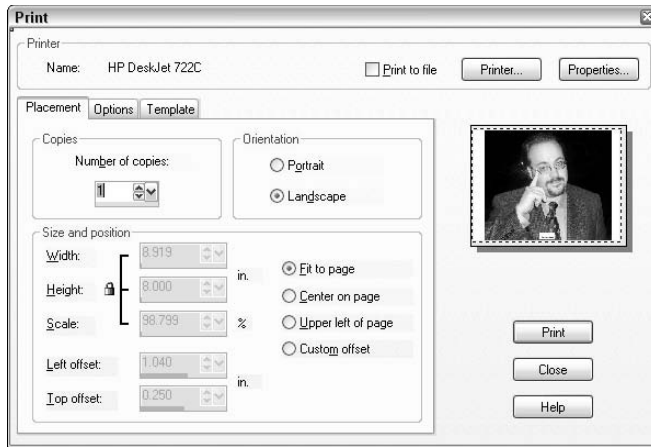 Print
Printer
Name: HP DeskJet 722C
Print to file
Printer...
Properties...
Placement
Options
Template
Copies
Number of copies:
1
Orientation
Portrait
Landscape
Size and position
Width: 8.919
Height: 8.000
in.
Scale: 98.799 %
Left offset: 1.040
Top offset: 0.250
in.
Fit to page
Center on page
Upper left of page
Custom offset
Print
Close
Help